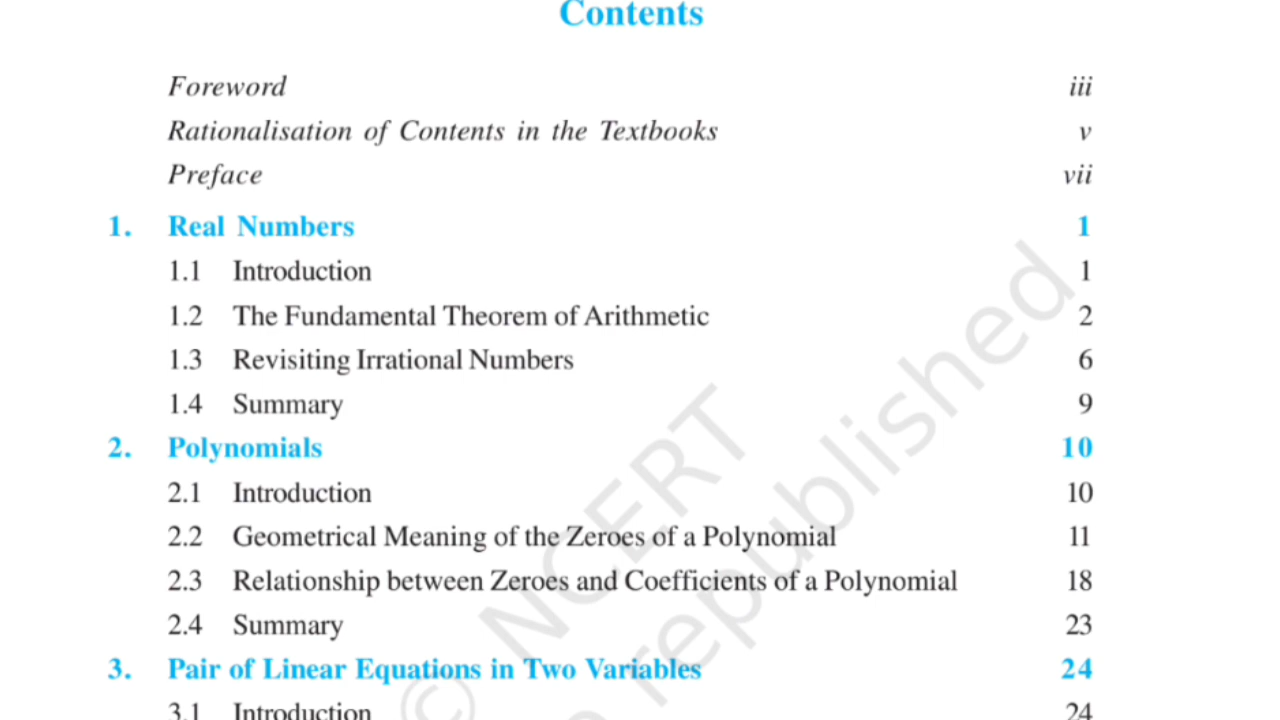 Contents
Foreword iii
Rationalisation of Contents in the Textbooks v
Preface vii
1. Real Numbers 1
1.1 Introduction 1
1.2 The Fundamental Theorem of Arithmetic 2
1.3 Revisiting Irrational Numbers 6
1.4 Summary 9
2. Polynomials 10
2.1 Introduction 10
2.2 Geometrical Meaning of the Zeroes of a Polynomial 11
2.3 Relationship between Zeroes and Coefficients of a Polynomial 18
2.4 Summary 23
3. Pair of Linear Equations in Two Variables 24
3.1 Introduction 24
© NCERT
republished